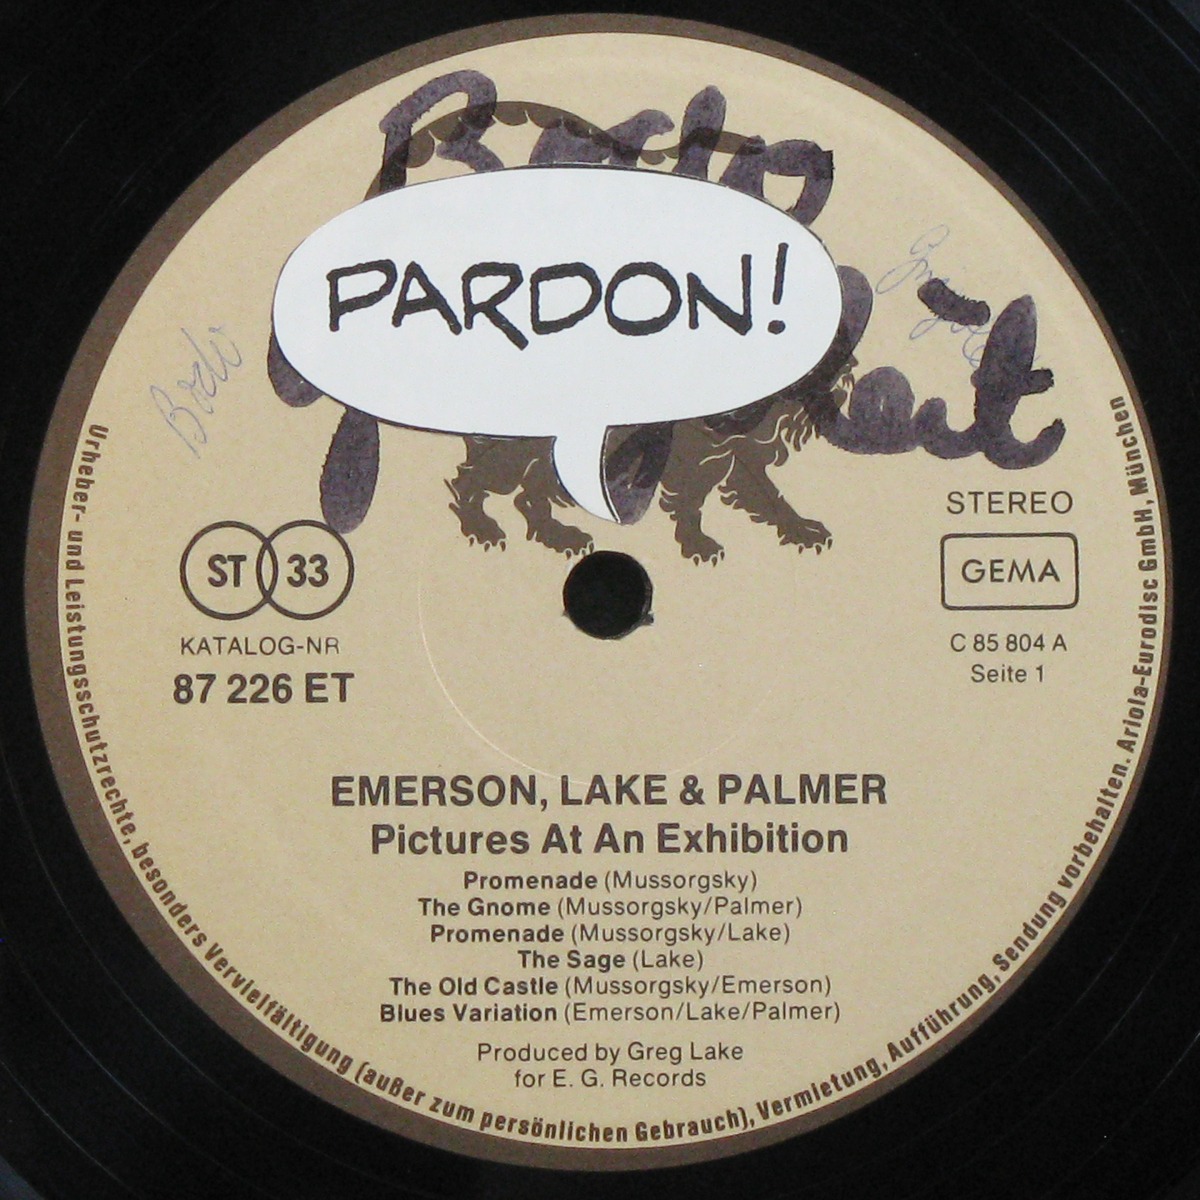 Bodo
PARDON!
Bodo
STEREO
ST 33
GEMA
KATALOG-NR
87 226 ET
C 85 804 A
Seite 1
EMERSON, LAKE & PALMER
Pictures At An Exhibition
Promenade (Mussorgsky)
The Gnome (Mussorgsky/Palmer)
Promenade (Mussorgsky/Lake)
The Sage (Lake)
The Old Castle (Mussorgsky/Emerson)
Blues Variation (Emerson/Lake/Palmer)
Produced by Greg Lake
for E. G. Records
Urheber- und Leistungsschutzrechte, besonders Vervielfältigung (außer zum persönlichen Gebrauch), Vermietung, Aufführung, Sendung vorbehalten. Ariola-Eurodisc GmbH, München